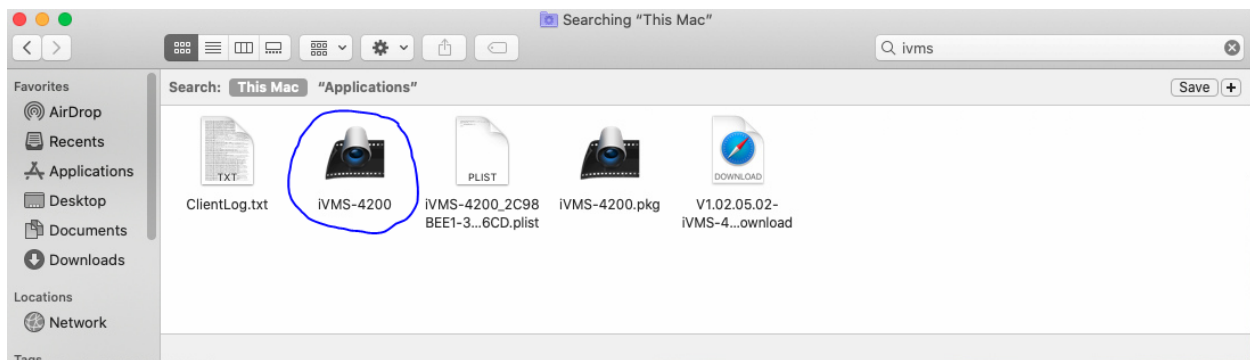 Searching “This Mac”
ivms
Favorites
AirDrop
Recents
Applications
Desktop
Documents
Downloads
Locations
Network
Tags
Search: This Mac “Applications”
Save +
TXT
PLIST
DOWNLOAD
ClientLog.txt
iVMS-4200
iVMS-4200_2C98
BEE1-3...6CD.plist
iVMS-4200.pkg
V1.02.05.02-
iVMS-4...ownload